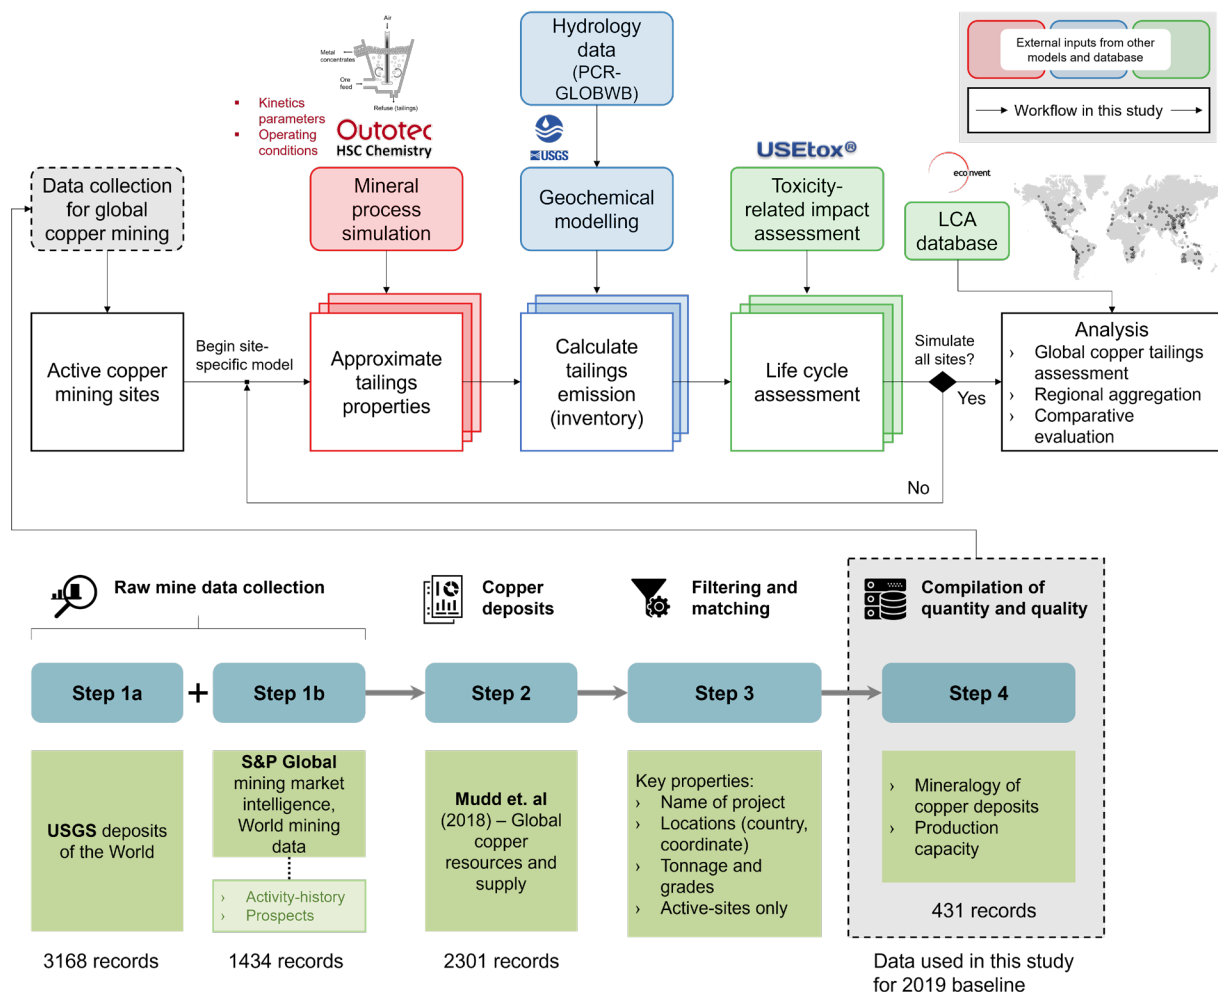 Air
Metal
concentrates
Ore
feed
Refuse (tailings)
▪ Kinetics
parameters
▪ Operating
conditions
Outotec
HSC Chemistry
Hydrology
data
(PCR-
GLOBWB)
USGS
USEtox®
ecoinvent
External inputs from other
models and database
Workflow in this study
Data collection
for global
copper mining
Mineral
process
simulation
Geochemical
modelling
Toxicity-
related impact
assessment
LCA
database
Active copper
mining sites
Begin site-
specific model
Approximate
tailings
properties
Calculate
tailings
emission
(inventory)
Life cycle
assessment
Simulate
all sites?
Yes
No
Analysis
› Global copper tailings
assessment
› Regional aggregation
› Comparative
evaluation
Raw mine data collection
Copper
deposits
Filtering and
matching
Compilation of
quantity and quality
Step 1a
+
Step 1b
Step 2
Step 3
Step 4
USGS deposits
of the World
S&P Global
mining market
intelligence,
World mining
data
› Activity-history
› Prospects
Mudd et. al
(2018) – Global
copper
resources and
supply
Key properties:
› Name of project
› Locations (country,
coordinate)
› Tonnage and
grades
› Active-sites only
› Mineralogy of
copper deposits
› Production
capacity
431 records
3168 records
1434 records
2301 records
Data used in this study
for 2019 baseline